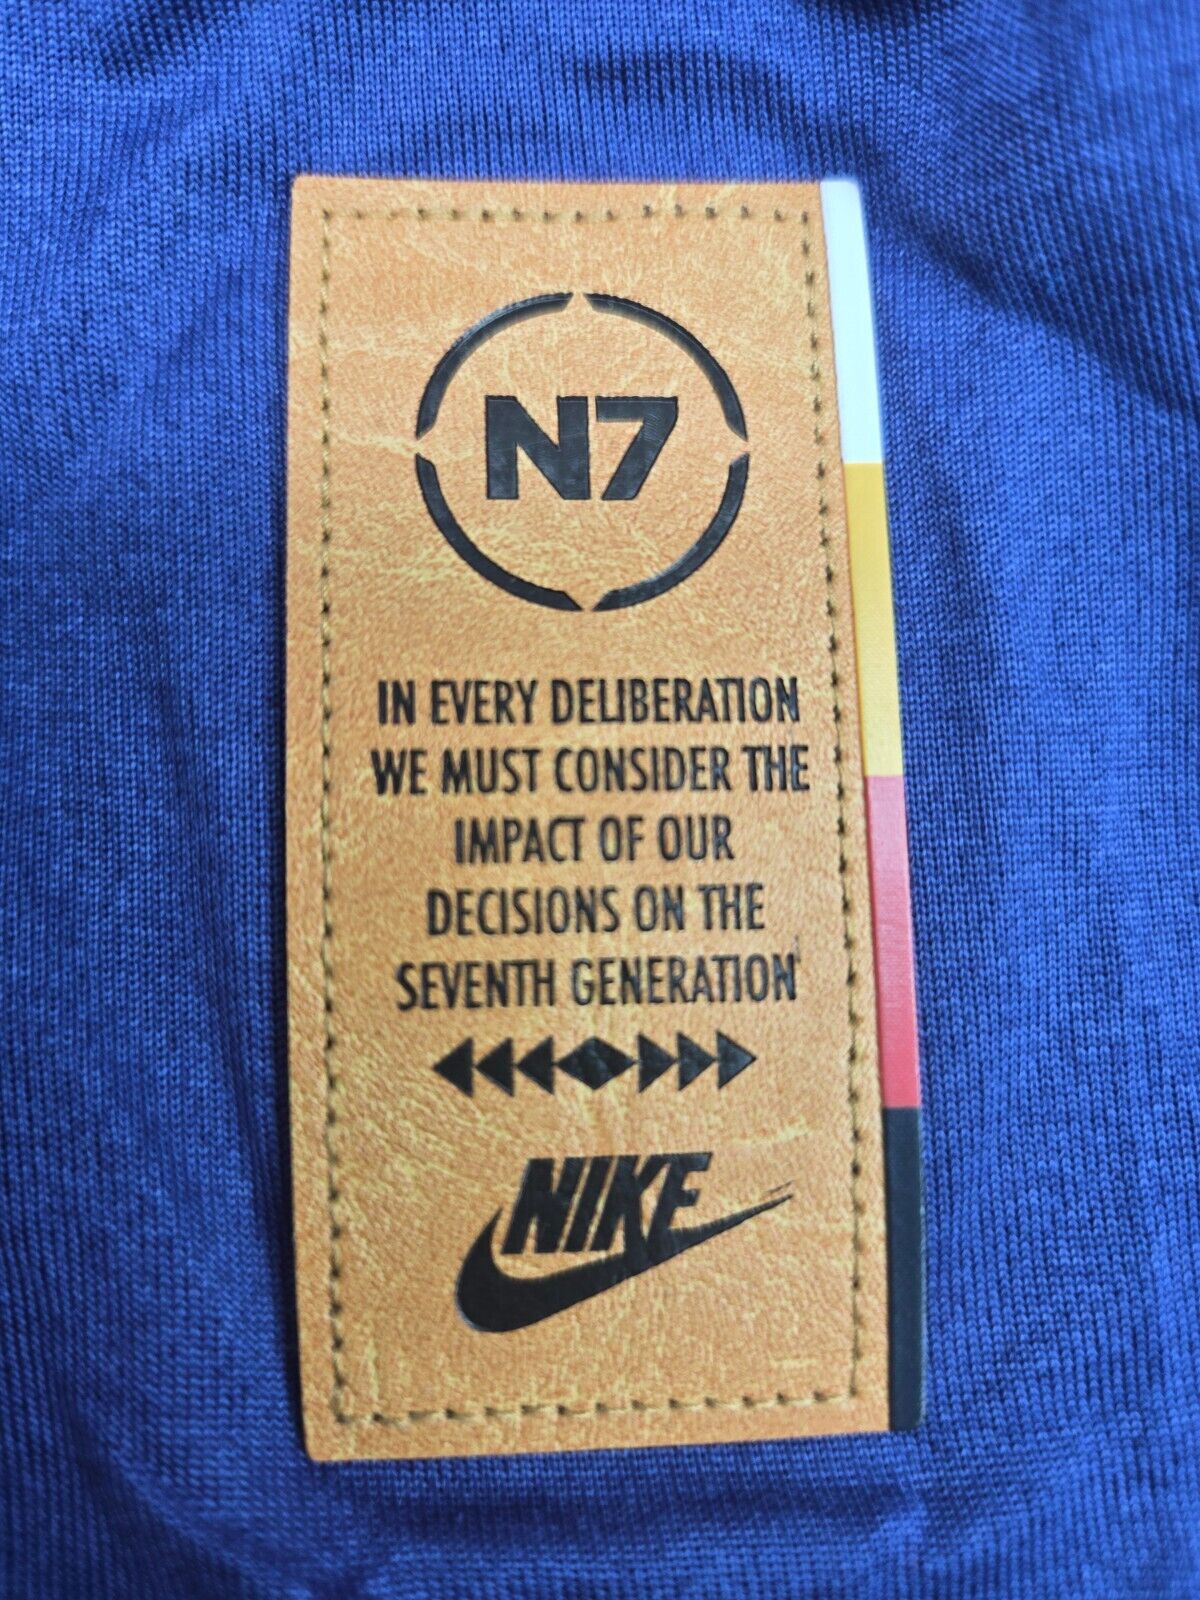 N7
IN EVERY DELIBERATION
WE MUST CONSIDER THE
IMPACT OF OUR
DECISIONS ON THE
SEVENTH GENERATION
NIKE